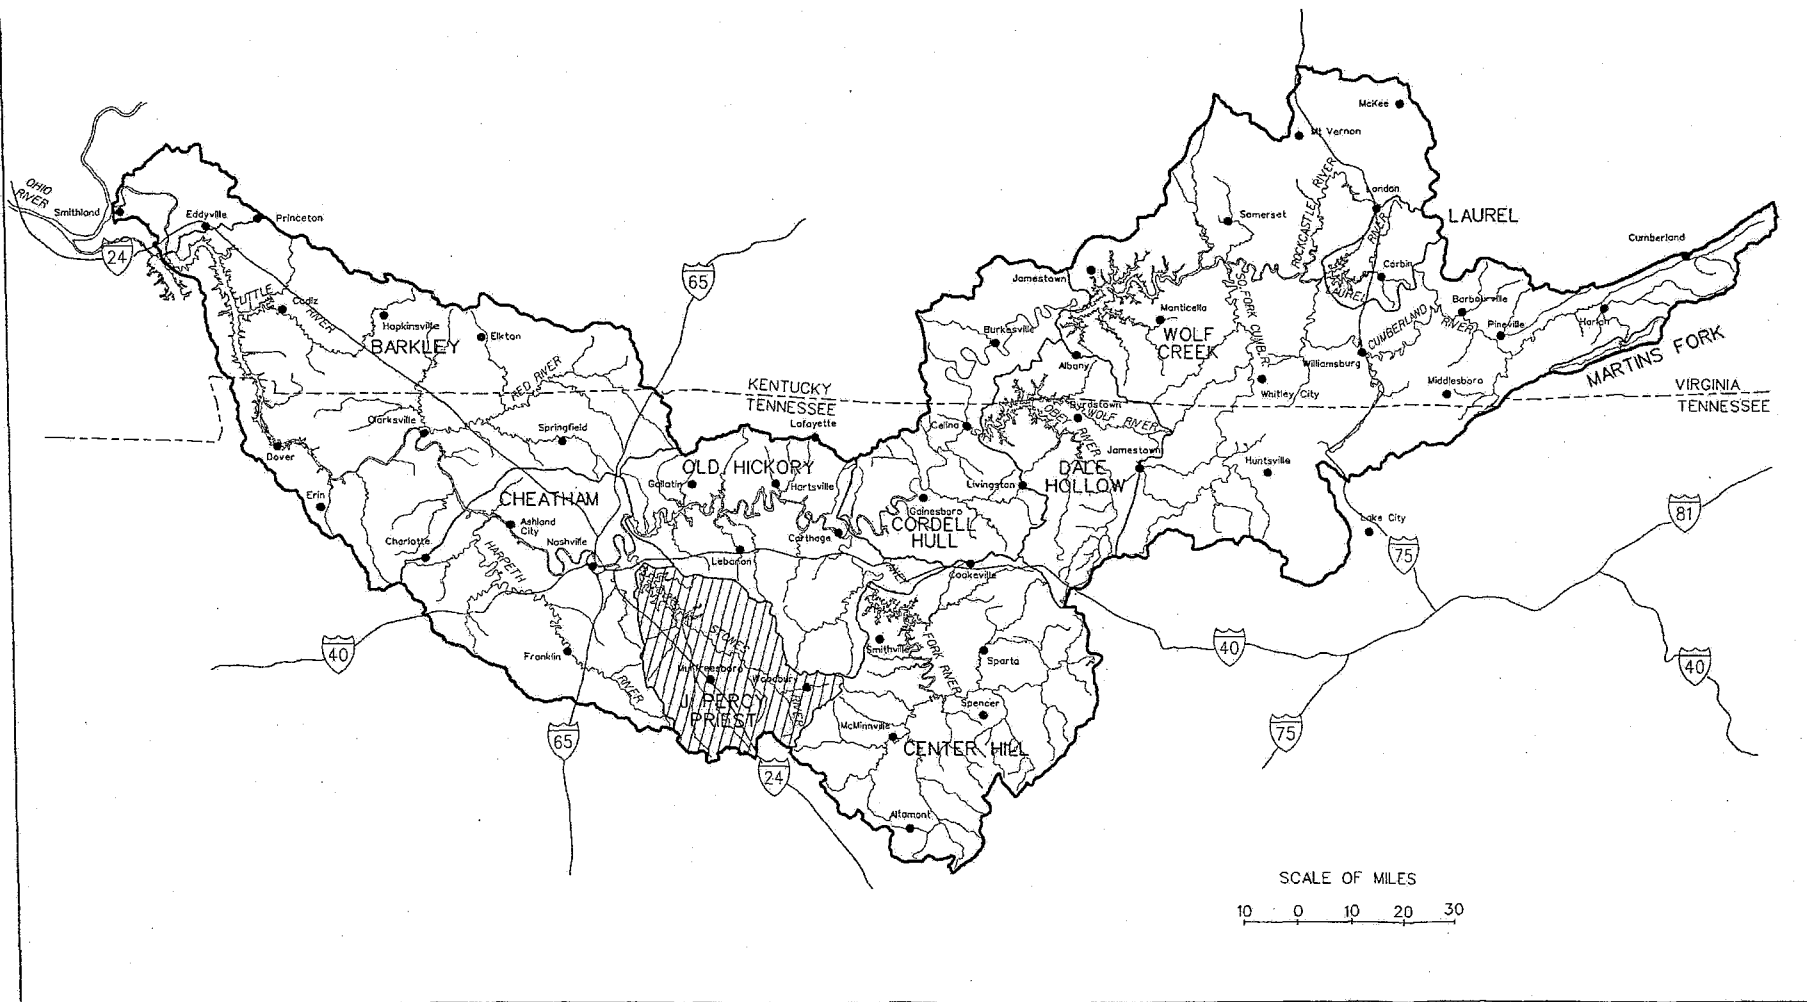 McKee
Mt Vernon
OHIO
RIVER
Smithland
Eddyville
Princeton
24
London
ROCKCASTLE RIVER
RIVER
LAUREL
Somerset
Cumberland
65
Jamestown
Corbin
LAUREL
LITTLE
RIVER
Cadiz
Hopkinsville
BARKLEY
Elkton
Burkesville
Monticello
WOLF
CREEK
SO. FORK CUMB. R.
Barbourville
CUMBERLAND
RIVER
Pineville
Harlan
MARTINS FORK
Albany
Williamsburg
Whitley City
Middlesboro
RED RIVER
KENTUCKY
TENNESSEE
VIRGINIA
TENNESSEE
Byrdstown
OBEY
RIVER
WOLF
RIVER
Clarksville
Springfield
Lafayette
Celina
Dover
OLD HICKORY
Jamestown
DALE
HOLLOW
Huntsville
Erin
CHEATHAM
Gallatin
Hartsville
Livingston
Gainesboro
CORDELL
HULL
Ashland
City
Lake City
81
Charlotte
Nashville
Carthage
75
HARPETH
Lebanon
CANEY
Cookeville
40
STONES
Smithville
FORK RIVER
Sparta
40
40
Franklin
RIVER
Murfreesboro
Woodbury
RIVER
J. PERCY
PRIEST
Spencer
McMinnville
CENTER HILL
65
24
75
Altamont
SCALE OF MILES
10 0 10 20 30